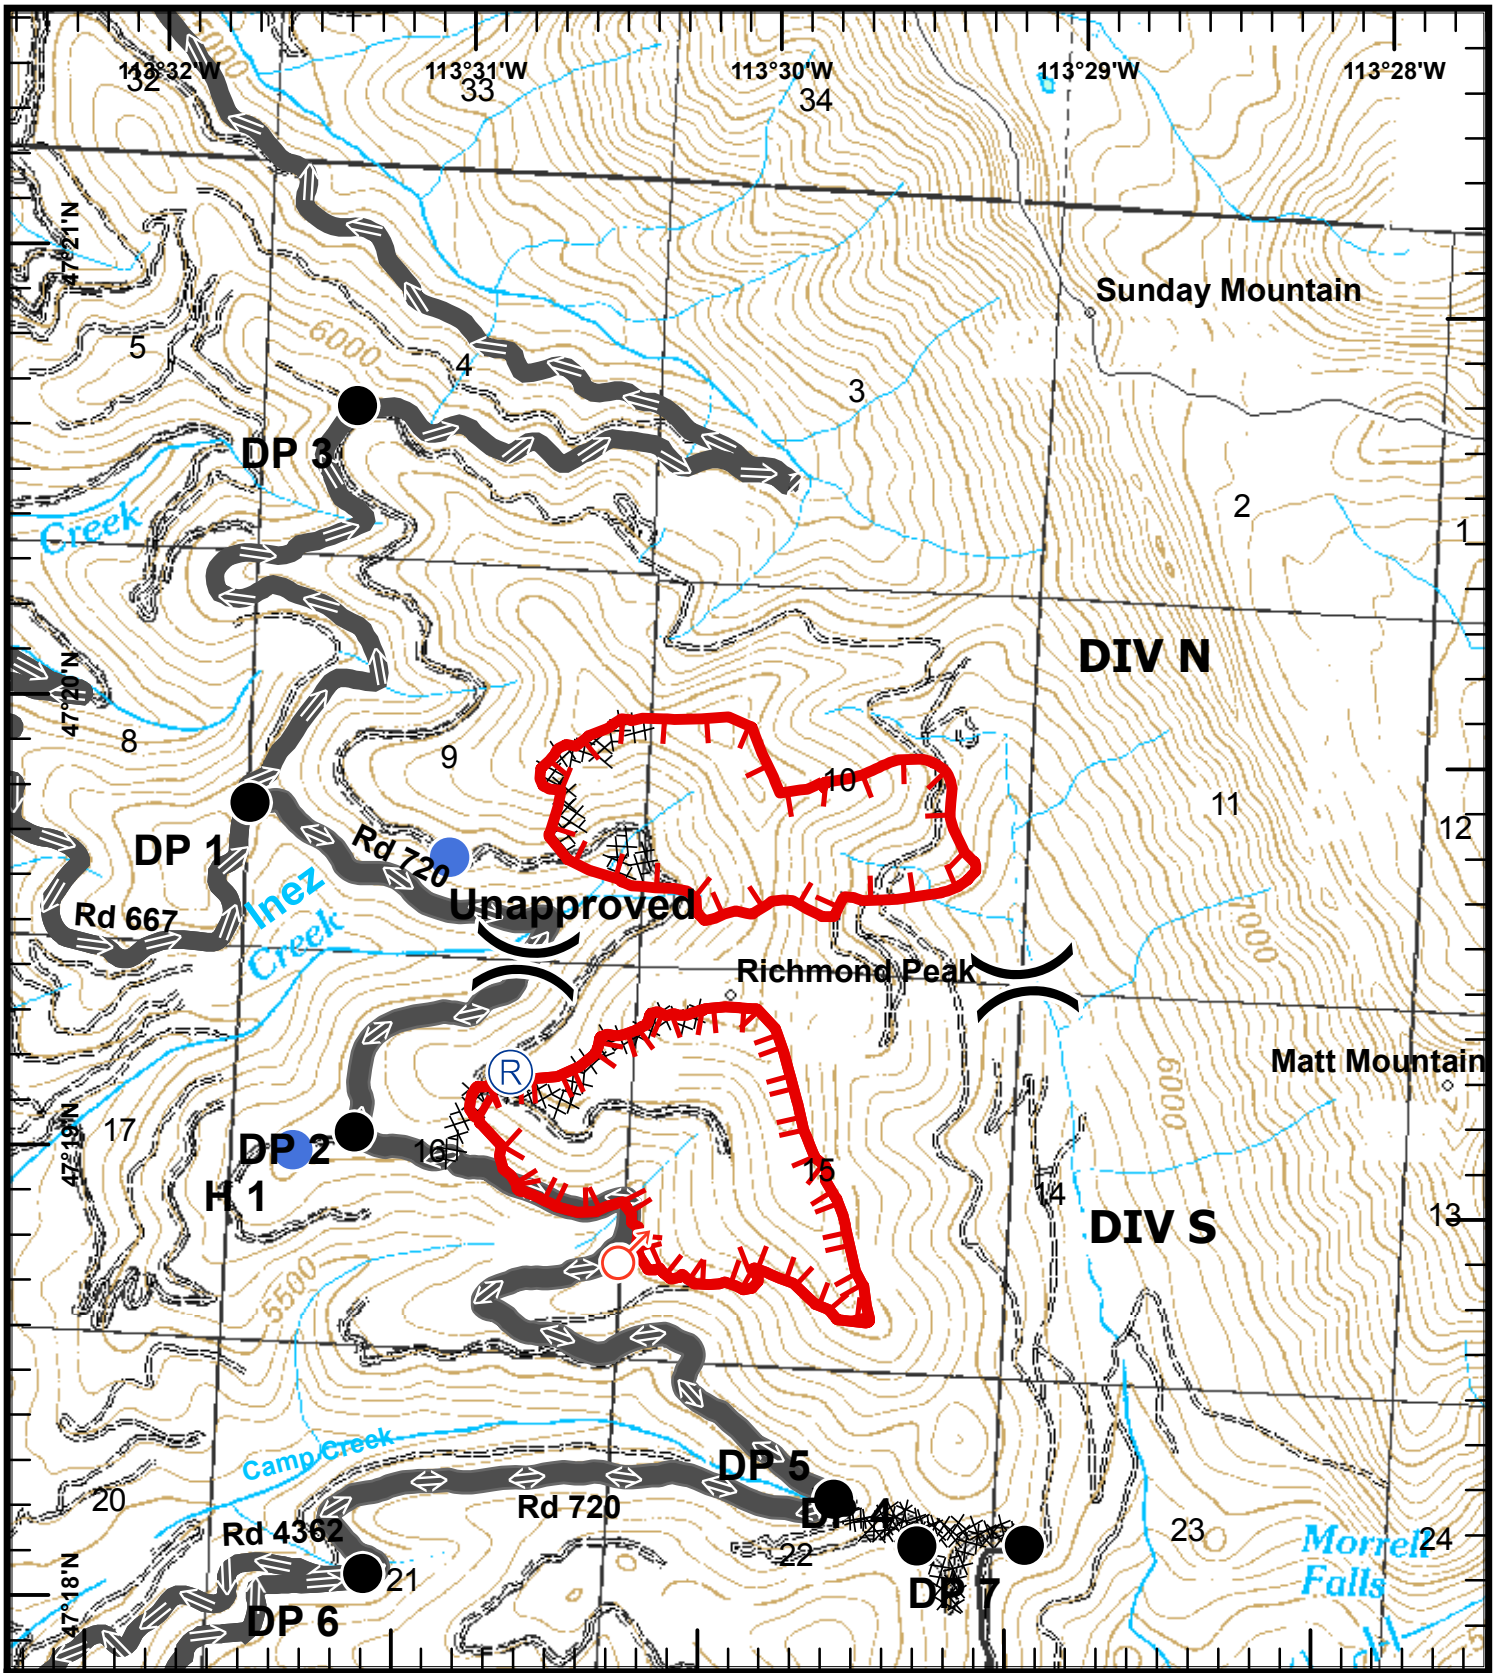 7000
113°32'W 113°31'W 113°30'W 113°29'W 113°28'W
32 33 34
47°21'N
Sunday Mountain
5 6000 4 3
DP 3
Creek
2 1
DIV N
47°20'N
8 9 10 11 12
DP 1
Rd 720
Inez
Creek
Rd 667
Unapproved
7000
Richmond Peak
Matt Mountain
R
6000
47°19'N
17 DP 2 16 15 14 13
H 1
DIV S
5500
Camp Creek
DP 5
20 Rd 720 DP 4
Rd 4362 22 23 24
Morrell
Falls
47°18'N
21 DP 7
DP 6